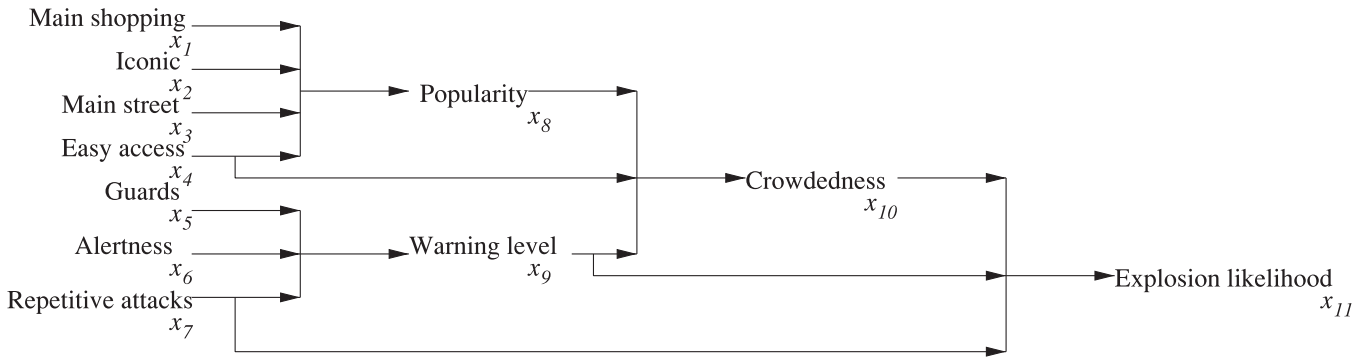 Main shopping
x1
Iconic
x2
Main street
x3
Easy access
x4
Guards
x5
Alertness
x6
Repetitive attacks
x7
Popularity
x8
Warning level
x9
Crowdedness
x10
Explosion likelihood
x11